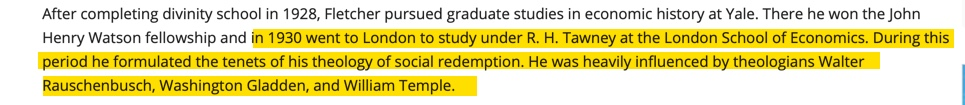 After completing divinity school in 1928, Fletcher pursued graduate studies in economic history at Yale. There he won the John
Henry Watson fellowship and in 1930 went to London to study under R. H. Tawney at the London School of Economics. During this
period he formulated the tenets of his theology of social redemption. He was heavily influenced by theologians Walter
Rauschenbusch, Washington Gladden, and William Temple.